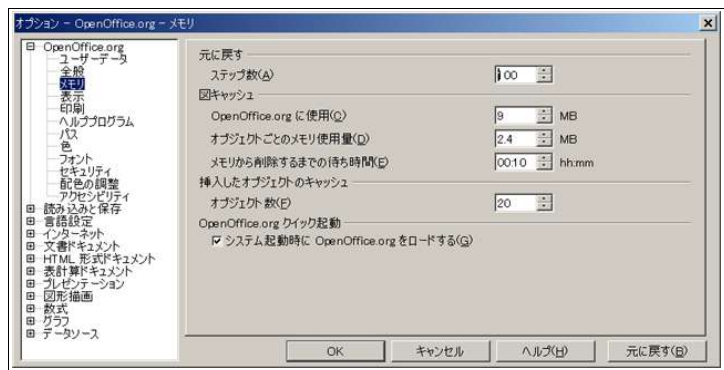 オプション - OpenOffice.org - メモリ
OpenOffice.org
ユーザーデータ
全般
メモリ
表示
印刷
ヘルププログラム
パス
色
フォント
セキュリティ
配色の調整
アクセシビリティ
読み込みと保存
言語設定
インターネット
文書ドキュメント
HTML 形式ドキュメント
表計算ドキュメント
プレゼンテーション
図形描画
数式
グラフ
データソース
元に戻す
ステップ数(A) 100
図キャッシュ
OpenOffice.org に使用(C) 9 MB
オブジェクトごとのメモリ使用量(D) 2.4 MB
メモリから削除するまでの待ち時間(E) 00:10 hh:mm
挿入したオブジェクトのキャッシュ
オブジェクト数(F) 20
OpenOffice.org クイック起動
システム起動時に OpenOffice.org をロードする(G)
OK キャンセル ヘルプ(H) 元に戻す(B)